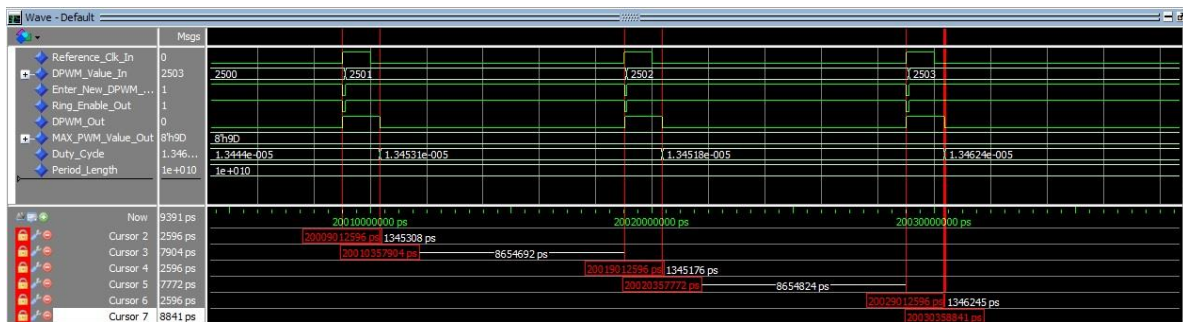 Wave - Default
Msgs
Reference_Clk_In 0
DPWM_Value_In 2503 2500 2501 2502 2503
Enter_New_DPWM_... 1
Ring_Enable_Out 1
DPWM_Out 0
MAX_PWM_Value_Out 8'h9D 8'h9D
Duty_Cycle 1.346... 1.3444e-005 1.34531e-005 1.34518e-005 1.34624e-005
Period_Length 1e+010 1e+010
Now 9391 ps 20010000000 ps 20020000000 ps 20030000000 ps
Cursor 2 2596 ps 20009012596 ps 1345308 ps
Cursor 3 7904 ps 20010357904 ps 8654692 ps
Cursor 4 2596 ps 20019012596 ps 1345176 ps
Cursor 5 7772 ps 20020357772 ps 8654824 ps
Cursor 6 2596 ps 20029012596 ps 1346245 ps
Cursor 7 8841 ps 20030358841 ps